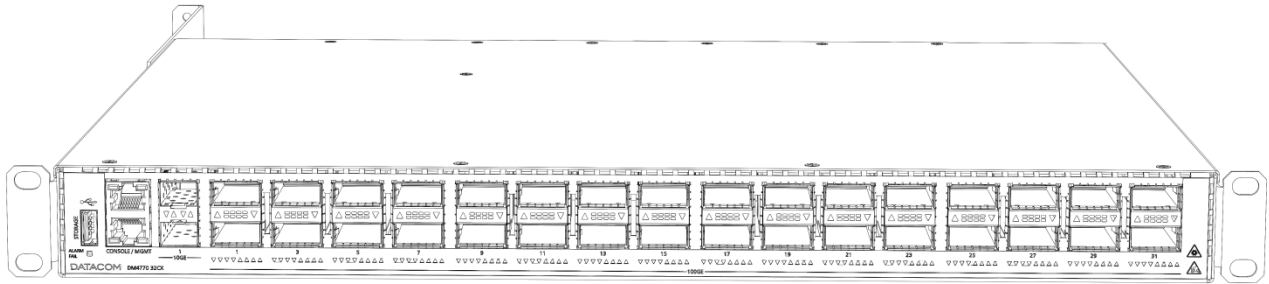 STORAGE
ALARM
FAIL
CONSOLE / MGMT
1
10GE
1 3 5 7 9 11 13 15 17 19 21 23 25 27 29 31
100GE
DATACOM DM4770 32CX